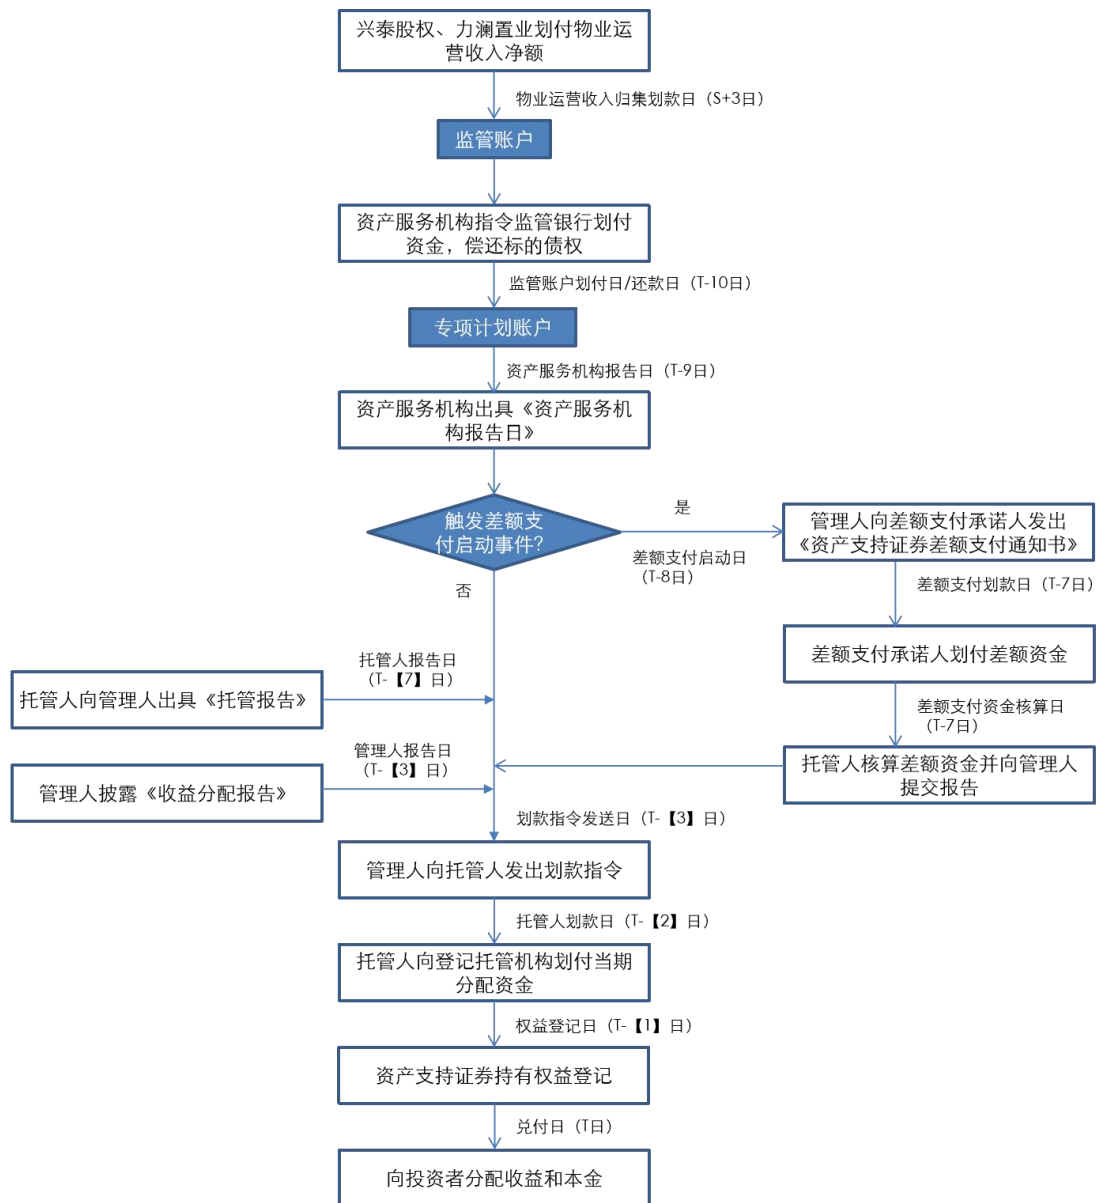 兴泰股权、力澜置业划付物业运
营收入净额
物业运营收入归集划款日（S+3日）
监管账户
资产服务机构指令监管银行划付
资金，偿还标的债权
监管账户划付日/还款日（T-10日）
专项计划账户
资产服务机构报告日（T-9日）
资产服务机构出具《资产服务机
构报告日》
触发差额支
付启动事件？
是
差额支付启动日
（T-8日）
管理人向差额支付承诺人发出
《资产支持证券差额支付通知书》
否
差额支付划款日（T-7日）
差额支付承诺人划付差额资金
托管人报告日
（T-【7】日）
托管人向管理人出具《托管报告》
差额支付资金核算日
（T-7日）
管理人报告日
（T-【3】日）
托管人核算差额资金并向管理人
提交报告
管理人披露《收益分配报告》
划款指令发送日（T-【3】日）
管理人向托管人发出划款指令
托管人划款日（T-【2】日）
托管人向登记托管机构划付当期
分配资金
权益登记日（T-【1】日）
资产支持证券持有权益登记
兑付日（T日）
向投资者分配收益和本金